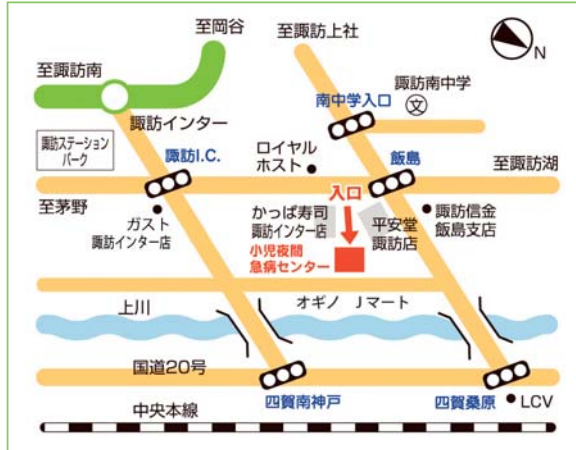 至岡谷
至諏訪上社
N
至諏訪南
諏訪南中学
文
南中学入口
諏訪インター
諏訪ステーション
パーク
諏訪I.C.
ロイヤル
ホスト
飯島
至諏訪湖
入口
至茅野
ガスト
諏訪インター店
かっぱ寿司
諏訪インター店
平安堂
諏訪店
諏訪信金
飯島支店
小児夜間
急病センター
上川
オギノ Jマート
国道20号
四賀南神戸
四賀桑原
LCV
中央本線